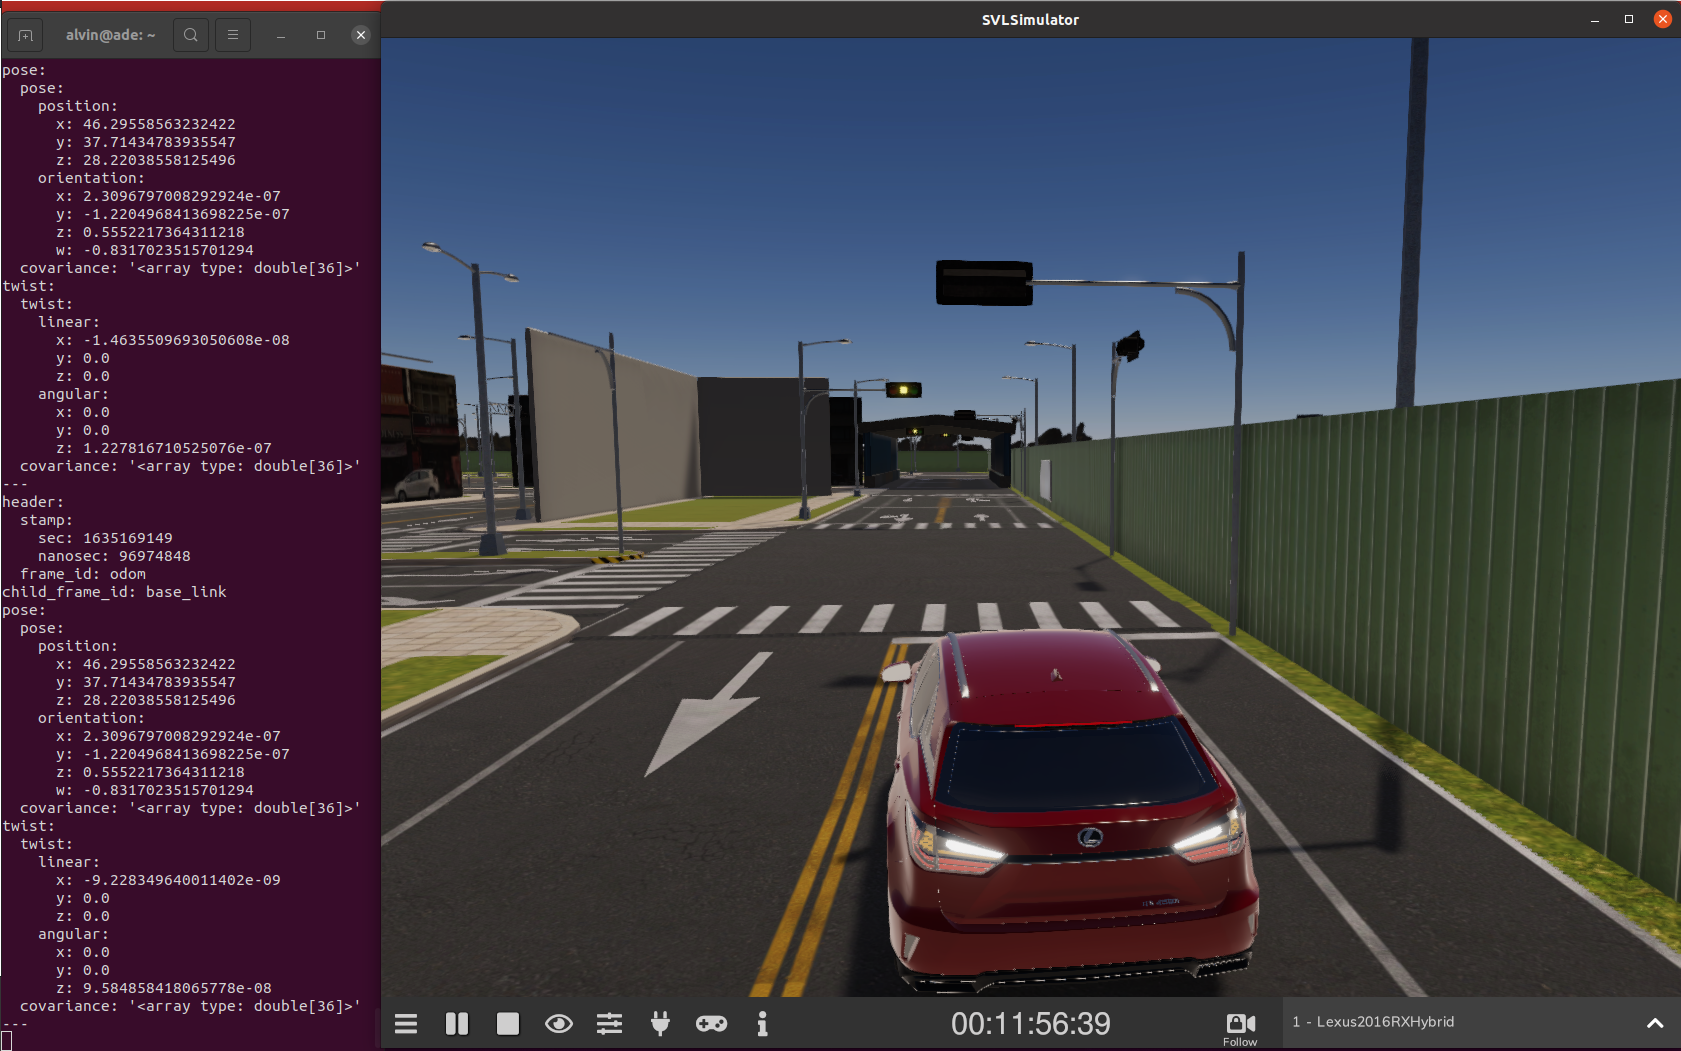 alvin@ade: ~
SVLSimulator
pose:
  pose:
    position:
      x: 46.29558563232422
      y: 37.71434783935547
      z: 28.22038558125496
    orientation:
      x: 2.3096797008292924e-07
      y: -1.2204968413698225e-07
      z: 0.5552217364311218
      w: -0.8317023515701294
  covariance: '<array type: double[36]>'
twist:
  twist:
    linear:
      x: -1.4635509693050608e-08
      y: 0.0
      z: 0.0
    angular:
      x: 0.0
      y: 0.0
      z: 1.227816710525076e-07
  covariance: '<array type: double[36]>'
---
header:
  stamp:
    sec: 1635169149
    nanosec: 96974848
  frame_id: odom
child_frame_id: base_link
pose:
  pose:
    position:
      x: 46.29558563232422
      y: 37.71434783935547
      z: 28.22038558125496
    orientation:
      x: 2.3096797008292924e-07
      y: -1.2204968413698225e-07
      z: 0.5552217364311218
      w: -0.8317023515701294
  covariance: '<array type: double[36]>'
twist:
  twist:
    linear:
      x: -9.228349640011402e-09
      y: 0.0
      z: 0.0
    angular:
      x: 0.0
      y: 0.0
      z: 9.584858418065778e-08
  covariance: '<array type: double[36]>'
---
00:11:56:39
Follow
1 - Lexus2016RXHybrid